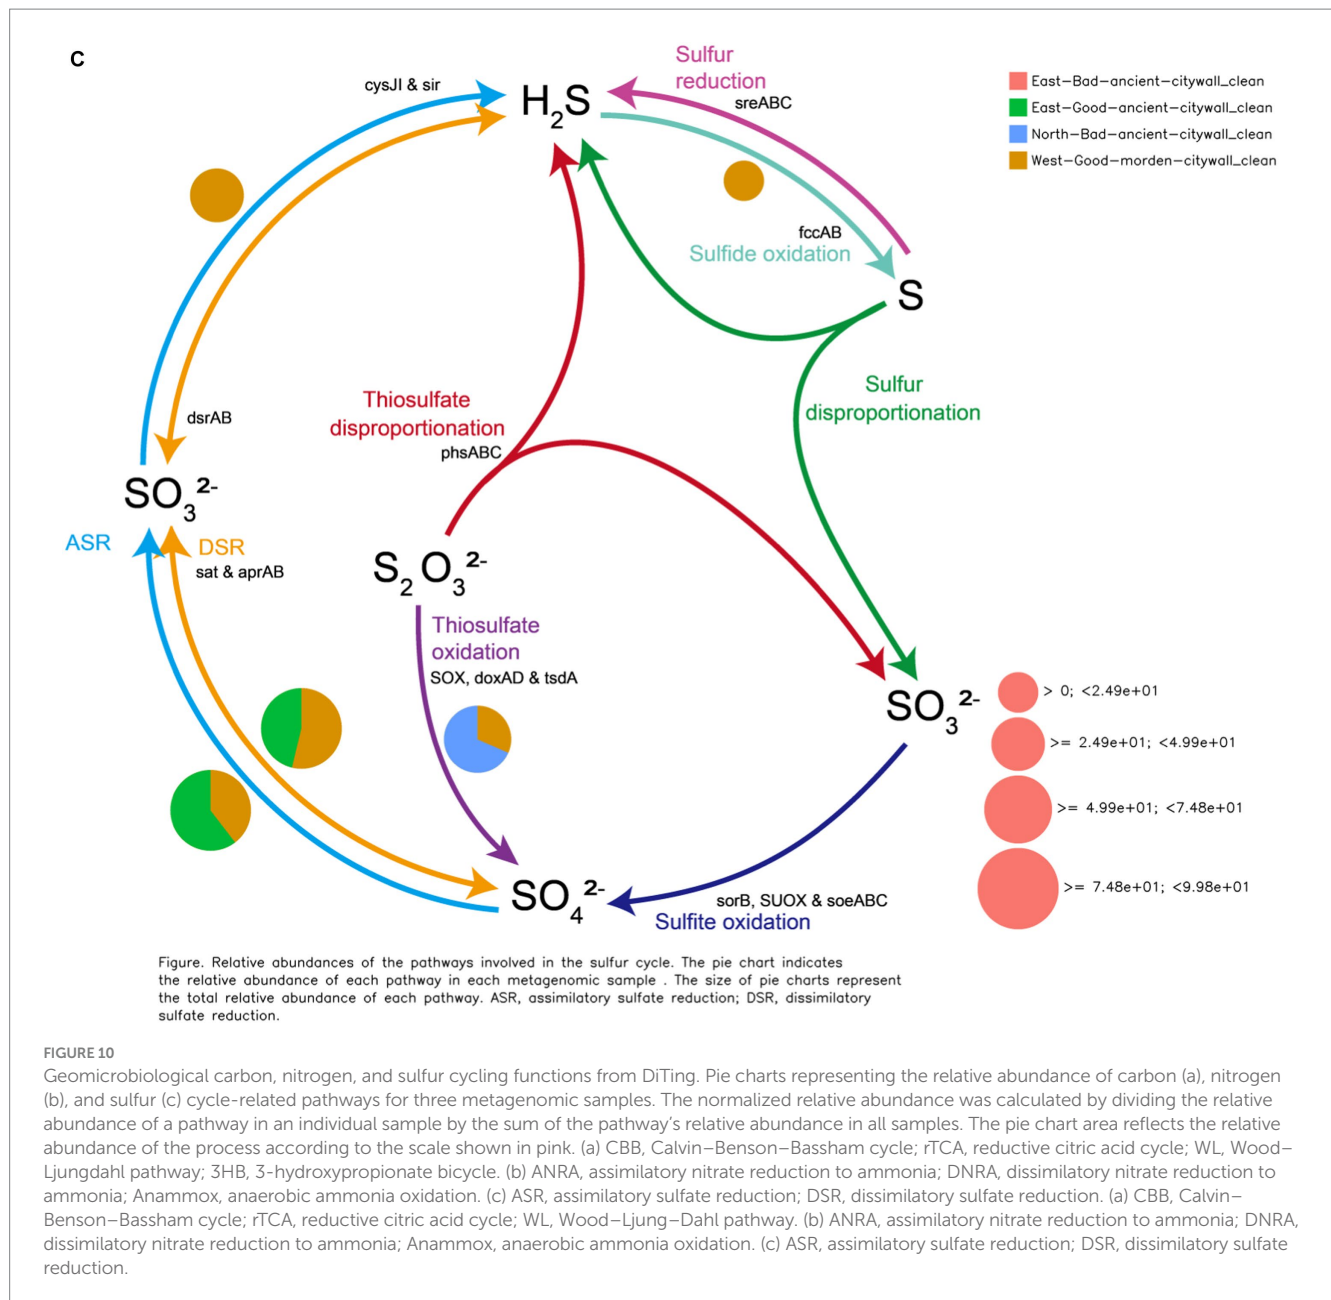 C
cysJI & sir
H2S
Sulfur
reduction
sreABC
East-Bad-ancient-citywall_clean
East-Good-ancient-citywall_clean
North-Bad-ancient-citywall_clean
West-Good-morden-citywall_clean
fccAB
Sulfide oxidation
S
dsrAB
Thiosulfate
disproportionation
phsABC
Sulfur
disproportionation
SO3 2-
ASR
DSR
sat & aprAB
S2 O3 2-
Thiosulfate
oxidation
SOX, doxAD & tsdA
SO3 2-
> 0; <2.49e+01
>= 2.49e+01; <4.99e+01
>= 4.99e+01; <7.48e+01
>= 7.48e+01; <9.98e+01
SO4 2-
sorB, SUOX & soeABC
Sulfite oxidation
Figure. Relative abundances of the pathways involved in the sulfur cycle. The pie chart indicates
the relative abundance of each pathway in each metagenomic sample . The size of pie charts represent
the total relative abundance of each pathway. ASR, assimilatory sulfate reduction; DSR, dissimilatory
sulfate reduction.
FIGURE 10
Geomicrobiological carbon, nitrogen, and sulfur cycling functions from DiTing. Pie charts representing the relative abundance of carbon (a), nitrogen
(b), and sulfur (c) cycle-related pathways for three metagenomic samples. The normalized relative abundance was calculated by dividing the relative
abundance of a pathway in an individual sample by the sum of the pathway's relative abundance in all samples. The pie chart area reflects the relative
abundance of the process according to the scale shown in pink. (a) CBB, Calvin–Benson–Bassham cycle; rTCA, reductive citric acid cycle; WL, Wood–
Ljungdahl pathway; 3HB, 3-hydroxypropionate bicycle. (b) ANRA, assimilatory nitrate reduction to ammonia; DNRA, dissimilatory nitrate reduction to
ammonia; Anammox, anaerobic ammonia oxidation. (c) ASR, assimilatory sulfate reduction; DSR, dissimilatory sulfate reduction. (a) CBB, Calvin–
Benson–Bassham cycle; rTCA, reductive citric acid cycle; WL, Wood–Ljung–Dahl pathway. (b) ANRA, assimilatory nitrate reduction to ammonia; DNRA,
dissimilatory nitrate reduction to ammonia; Anammox, anaerobic ammonia oxidation. (c) ASR, assimilatory sulfate reduction; DSR, dissimilatory sulfate
reduction.